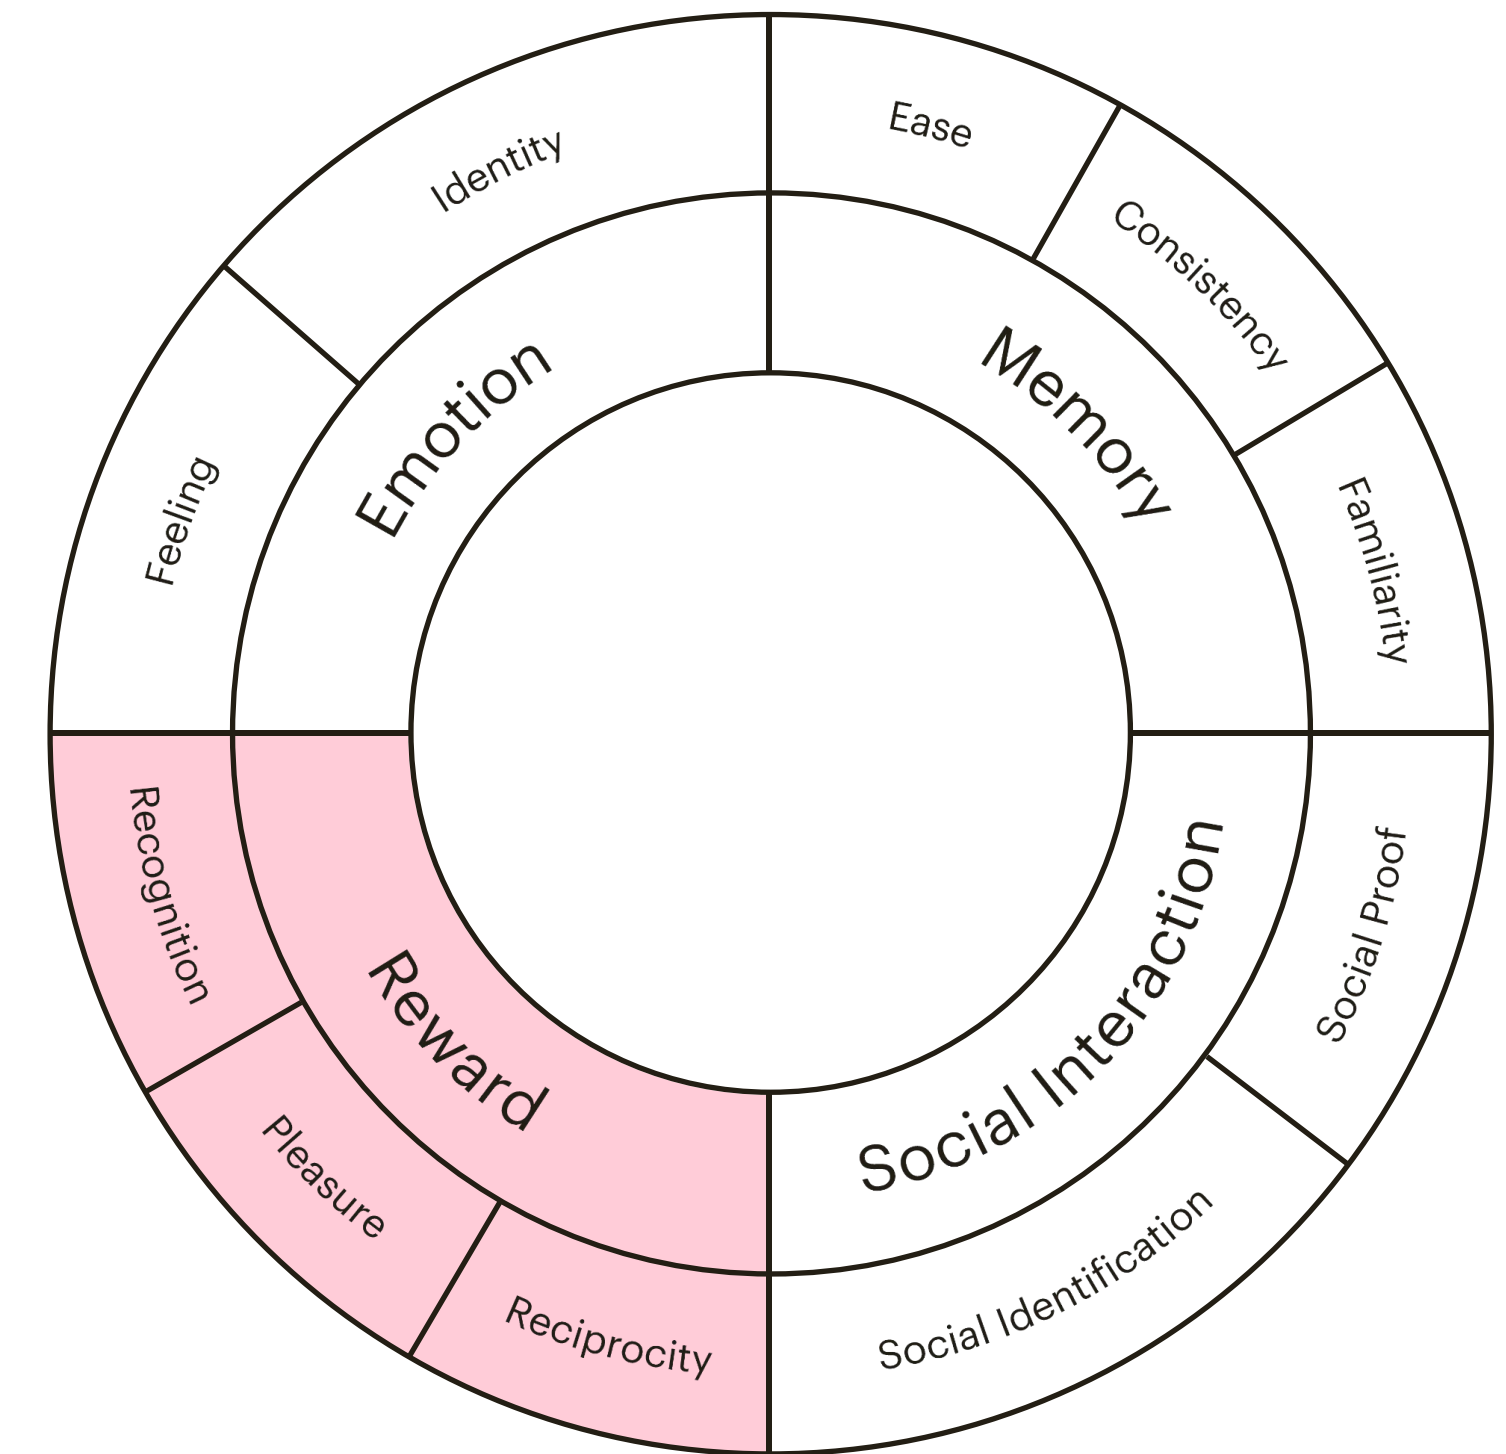 Identity
Ease
Consistency
Familiarity
Feeling
Emotion
Memory
Recognition
Pleasure
Reciprocity
Reward
Social Interaction
Social Proof
Social Identification